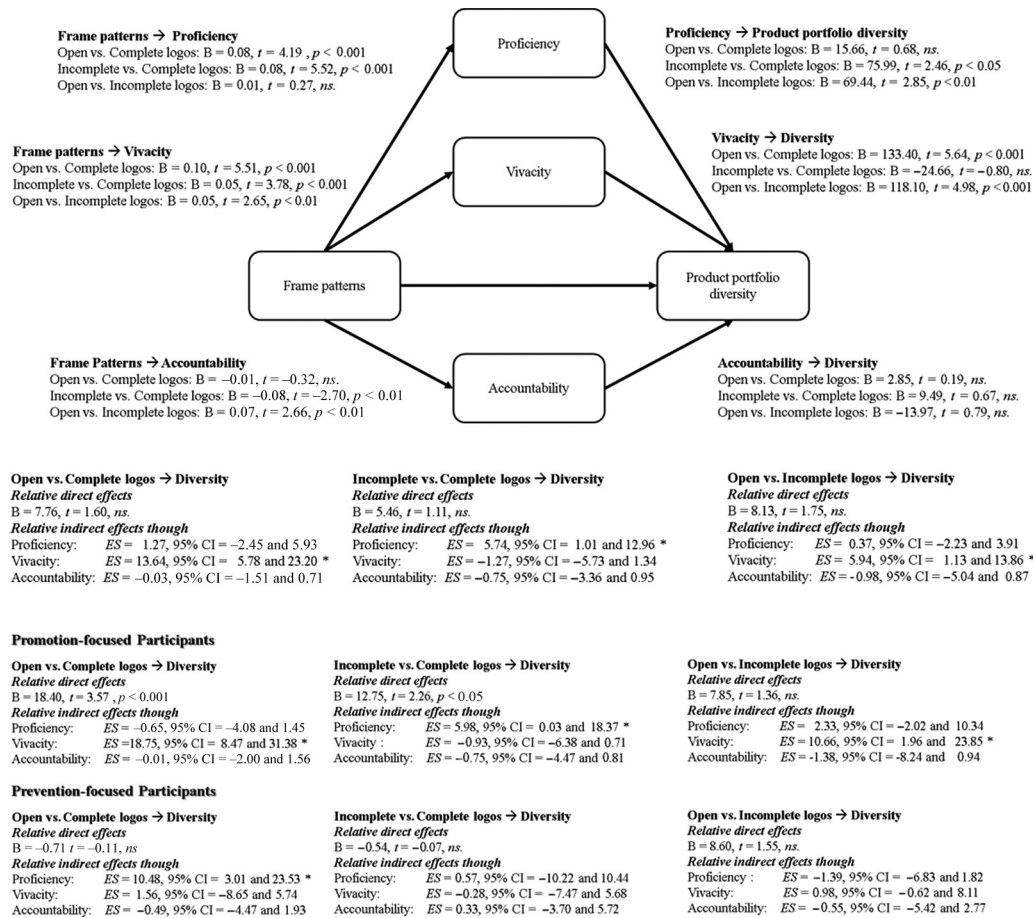 Frame patterns → Proficiency
Open vs. Complete logos: B = 0.08, t = 4.19 , p < 0.001
Incomplete vs. Complete logos: B = 0.08, t = 5.52, p < 0.001
Open vs. Incomplete logos: B = 0.01, t = 0.27, ns.
Proficiency
Proficiency → Product portfolio diversity
Open vs. Complete logos: B = 15.66, t = 0.68, ns.
Incomplete vs. Complete logos: B = 75.99, t = 2.46, p < 0.05
Open vs. Incomplete logos: B = 69.44, t = 2.85, p <0.01
Frame patterns → Vivacity
Open vs. Complete logos: B = 0.10, t = 5.51, p < 0.001
Incomplete vs. Complete logos: B = 0.05, t = 3.78, p < 0.001
Open vs. Incomplete logos: B = 0.05, t = 2.65, p < 0.01
Vivacity
Vivacity → Diversity
Open vs. Complete logos: B = 133.40, t = 5.64, p < 0.001
Incomplete vs. Complete logos: B = −24.66, t = −0.80, ns.
Open vs. Incomplete logos: B = 118.10, t = 4.98, p <0.001
Frame patterns
Product portfolio
diversity
Frame Patterns → Accountability
Open vs. Complete logos: B = −0.01, t = −0.32, ns.
Incomplete vs. Complete logos: B = −0.08, t = −2.70, p < 0.01
Open vs. Incomplete logos: B = 0.07, t = 2.66, p < 0.01
Accountability
Accountability → Diversity
Open vs. Complete logos: B = 2.85, t = 0.19, ns.
Incomplete vs. Complete logos: B = 9.49, t = 0.67, ns.
Open vs. Incomplete logos: B = −13.97, t = 0.79, ns.
Open vs. Complete logos → Diversity
Relative direct effects
B = 7.76, t = 1.60, ns.
Relative indirect effects though
Proficiency: ES = 1.27, 95% CI = −2.45 and 5.93
Vivacity: ES = 13.64, 95% CI = 5.78 and 23.20 *
Accountability: ES = −0.03, 95% CI = −1.51 and 0.71
Incomplete vs. Complete logos → Diversity
Relative direct effects
B = 5.46, t = 1.11, ns.
Relative indirect effects though
Proficiency: ES = 5.74, 95% CI = 1.01 and 12.96 *
Vivacity: ES = −1.27, 95% CI = −5.73 and 1.34
Accountability: ES = −0.75, 95% CI = −3.36 and 0.95
Open vs. Incomplete logos → Diversity
Relative direct effects
B = 8.13, t = 1.75, ns.
Relative indirect effects though
Proficiency: ES = 0.37, 95% CI = −2.23 and 3.91
Vivacity: ES = 5.94, 95% CI = 1.13 and 13.86 *
Accountability: ES = -0.98, 95% CI = −5.04 and 0.87
Promotion-focused Participants
Open vs. Complete logos → Diversity
Relative direct effects
B = 18.40, t = 3.57 , p < 0.001
Relative indirect effects though
Proficiency: ES = −0.65, 95% CI = −4.08 and 1.45
Vivacity: ES =18.75, 95% CI = 8.47 and 31.38 *
Accountability: ES = −0.01, 95% CI = −2.00 and 1.56
Incomplete vs. Complete logos → Diversity
Relative direct effects
B = 12.75, t = 2.26, p < 0.05
Relative indirect effects though
Proficiency: ES = 5.98, 95% CI = 0.03 and 18.37 *
Vivacity : ES = −0.93, 95% CI = −6.38 and 0.71
Accountability: ES = −0.75, 95% CI = −4.47 and 0.81
Open vs. Incomplete logos → Diversity
Relative direct effects
B = 7.85, t = 1.36, ns.
Relative indirect effects though
Proficiency: ES = 2.33, 95% CI = −2.02 and 10.34
Vivacity: ES = 10.66, 95% CI = 1.96 and 23.85 *
Accountability: ES = -1.38, 95% CI = -8.24 and 0.94
Prevention-focused Participants
Open vs. Complete logos → Diversity
Relative direct effects
B = −0.71 t = −0.11, ns
Relative indirect effects though
Proficiency: ES = 10.48, 95% CI = 3.01 and 23.53 *
Vivacity: ES = 1.56, 95% CI = −8.65 and 5.74
Accountability: ES = −0.49, 95% CI = −4.47 and 1.93
Incomplete vs. Complete logos → Diversity
Relative direct effects
B = −0.54, t = −0.07, ns.
Relative indirect effects though
Proficiency: ES = 0.57, 95% CI = −10.22 and 10.44
Vivacity: ES = −0.28, 95% CI = −7.47 and 5.68
Accountability: ES = 0.33, 95% CI = −3.70 and 5.72
Open vs. Incomplete logos → Diversity
Relative direct effects
B = 8.60, t = 1.55, ns.
Relative indirect effects though
Proficiency : ES = −1.39, 95% CI = −6.83 and 1.82
Vivacity: ES = 0.98, 95% CI = −0.62 and 8.11
Accountability: ES = −0.55, 95% CI = −5.42 and 2.77